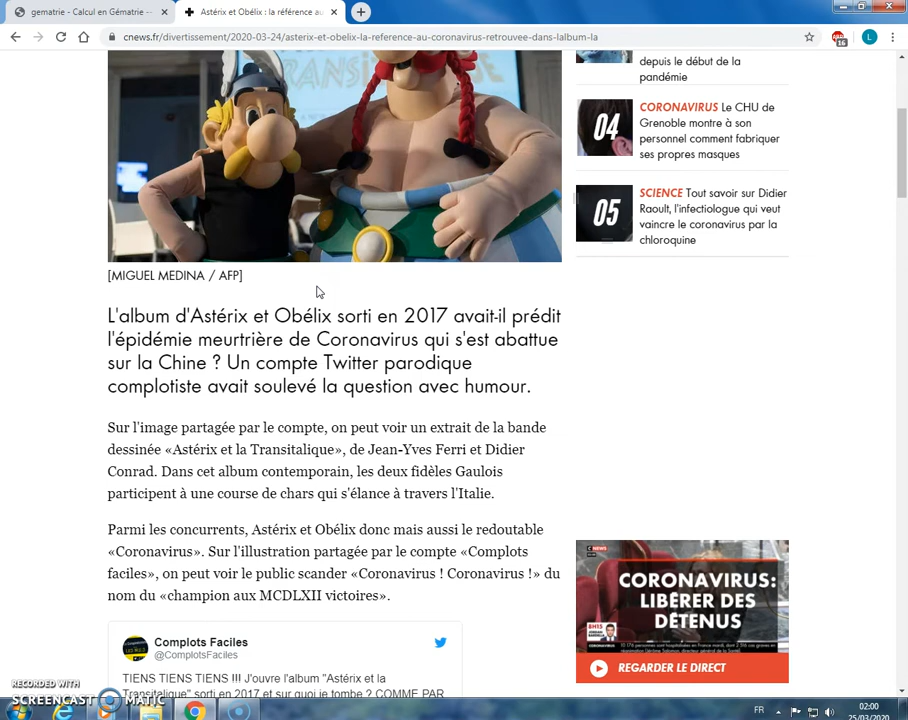 gematrie - Calcul en Gématrie --
Astérix et Obélix : la référence au
cnews.fr/divertissement/2020-03-24/asterix-et-obelix-la-reference-au-coronavirus-retrouvee-dans-lalbum-la
16
L
depuis le début de la
pandémie
04
CORONAVIRUS Le CHU de
Grenoble montre à son
personnel comment fabriquer
ses propres masques
05
SCIENCE Tout savoir sur Didier
Raoult, l'infectiologue qui veut
vaincre le coronavirus par la
chloroquine
[MIGUEL MEDINA / AFP]
L'album d'Astérix et Obélix sorti en 2017 avait-il prédit
l'épidémie meurtrière de Coronavirus qui s'est abattue
sur la Chine ? Un compte Twitter parodique
complotiste avait soulevé la question avec humour.
Sur l'image partagée par le compte, on peut voir un extrait de la bande
dessinée «Astérix et la Transitalique», de Jean-Yves Ferri et Didier
Conrad. Dans cet album contemporain, les deux fidèles Gaulois
participent à une course de chars qui s'élance à travers l'Italie.
Parmi les concurrents, Astérix et Obélix donc mais aussi le redoutable
«Coronavirus». Sur l'illustration partagée par le compte «Complots
faciles», on peut voir le public scander «Coronavirus ! Coronavirus !» du
nom du «champion aux MCDLXII victoires».
Complots Faciles
@ComplotsFaciles
TIENS TIENS TIENS !!! J'ouvre l'album "Astérix et la
Transitalique" sorti en 2017 et sur quoi je tombe ? COMME PAR
CNEWS
CORONAVIRUS:
LIBÉRER DES
DÉTENUS
8H15
JORDAN
BARDELLA
CORONAVIRUS
REGARDER LE DIRECT
RECORDED WITH
SCREENCAST MATIC
FR
02:00
25/03/2020